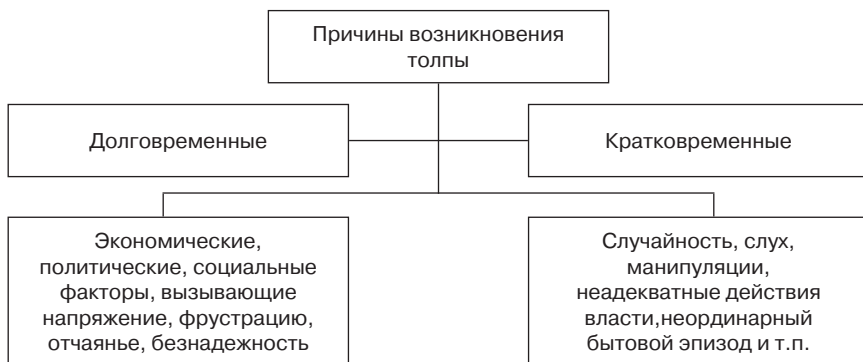 Причины возникновения
толпы
Долговременные
Кратковременные
Экономические,
политические, социальные
факторы, вызывающие
напряжение, фрустрацию,
отчаянье, безнадежность
Случайность, слух,
манипуляции,
неадекватные действия
власти,неординарный
бытовой эпизод и т.п.